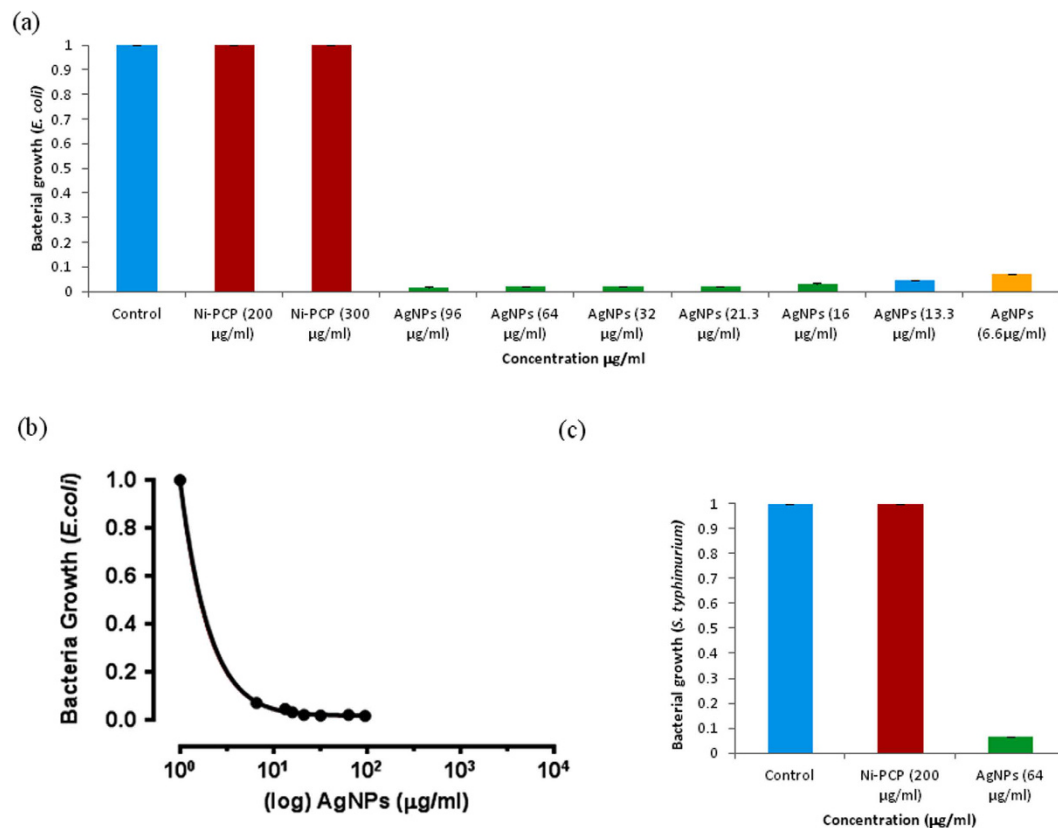 (a)
1
0.9
0.8
0.7
0.6
0.5
0.4
0.3
0.2
0.1
0
Bacterial growth (E. coli)
Control
Ni-PCP (200
µg/ml)
Ni-PCP (300
µg/ml)
AgNPs (96
µg/ml)
AgNPs (64
µg/ml)
AgNPs (32
µg/ml)
AgNPs (21.3
µg/ml)
AgNPs (16
µg/ml)
AgNPs (13.3
µg/ml)
AgNPs
(6.6µg/ml)
Concentration µg/ml
(b)
1.0
0.8
0.6
0.4
0.2
0.0
Bacteria Growth (E.coli)
10⁰
10¹
10²
10³
10⁴
(log) AgNPs (µg/ml)
(c)
1
0.9
0.8
0.7
0.6
0.5
0.4
0.3
0.2
0.1
0
Bacterial growth (S. typhimurium)
Control
Ni-PCP (200
µg/ml)
AgNPs (64
µg/ml)
Concentration (µg/ml)